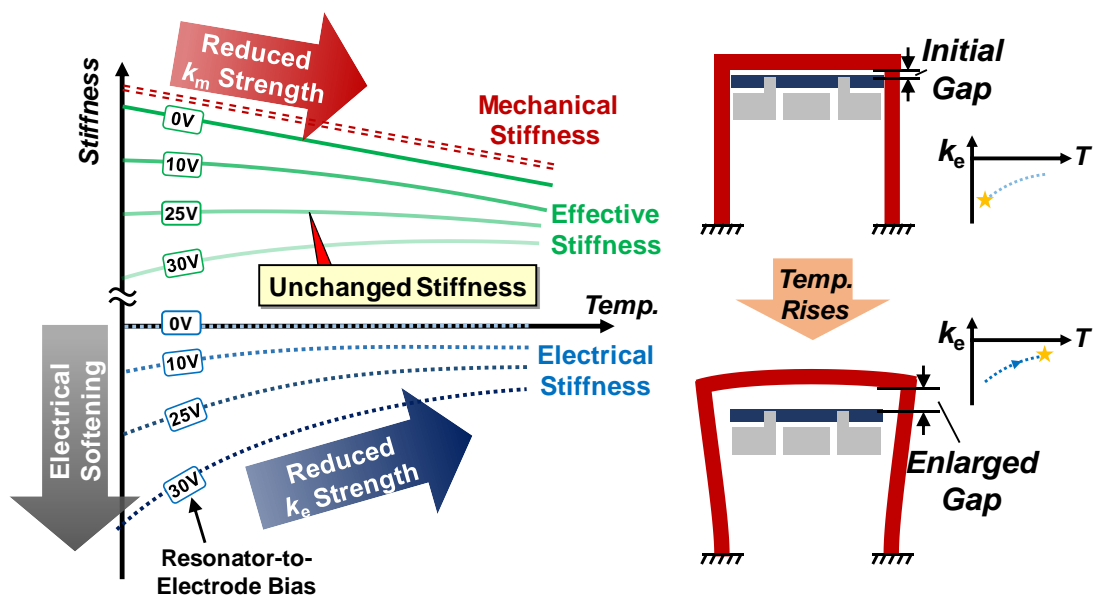 Reduced
km Strength
Stiffness
Mechanical
Stiffness
0V
10V
25V
30V
Effective
Stiffness
Unchanged Stiffness
Temp.
0V
10V
25V
30V
Electrical
Stiffness
Electrical
Softening
Reduced
ke Strength
Resonator-to-
Electrode Bias
Initial
Gap
ke
T
Temp.
Rises
ke
T
Enlarged
Gap